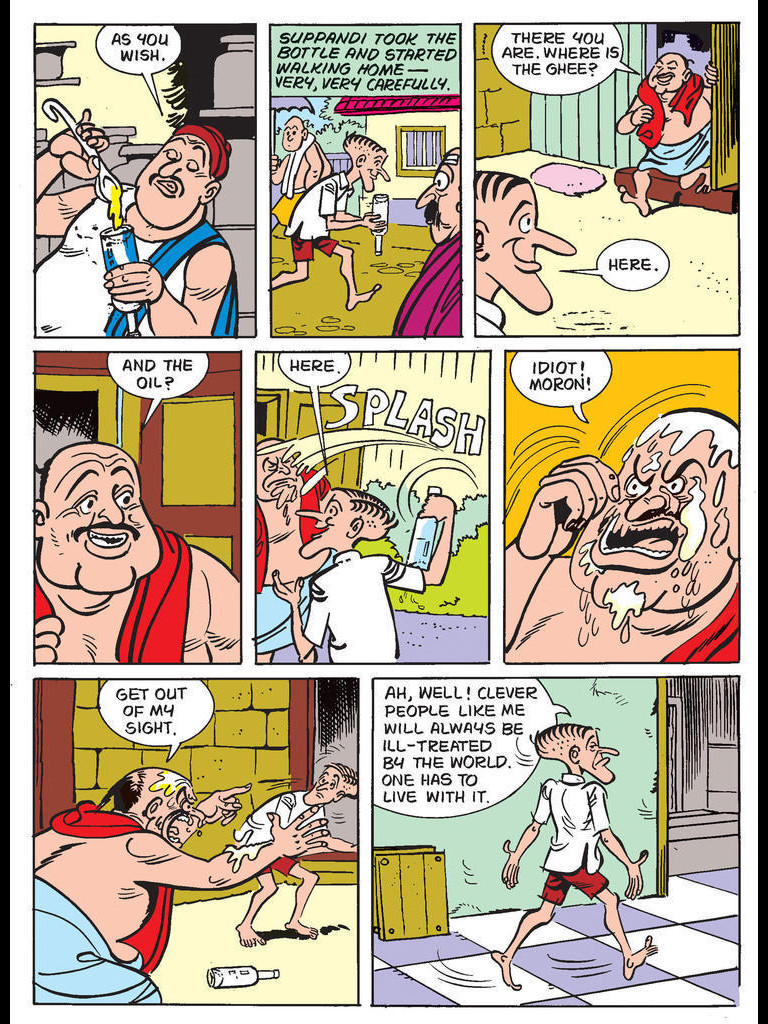 AS YOU
WISH.
SUPPANDI TOOK THE
BOTTLE AND STARTED
WALKING HOME —
VERY, VERY CAREFULLY.
THERE YOU
ARE. WHERE IS
THE GHEE?
HERE.
AND THE
OIL?
HERE.
SPLASH
IDIOT!
MORON!
GET OUT
OF MY
SIGHT.
AH, WELL! CLEVER
PEOPLE LIKE ME
WILL ALWAYS BE
ILL-TREATED
BY THE WORLD.
ONE HAS TO
LIVE WITH IT.